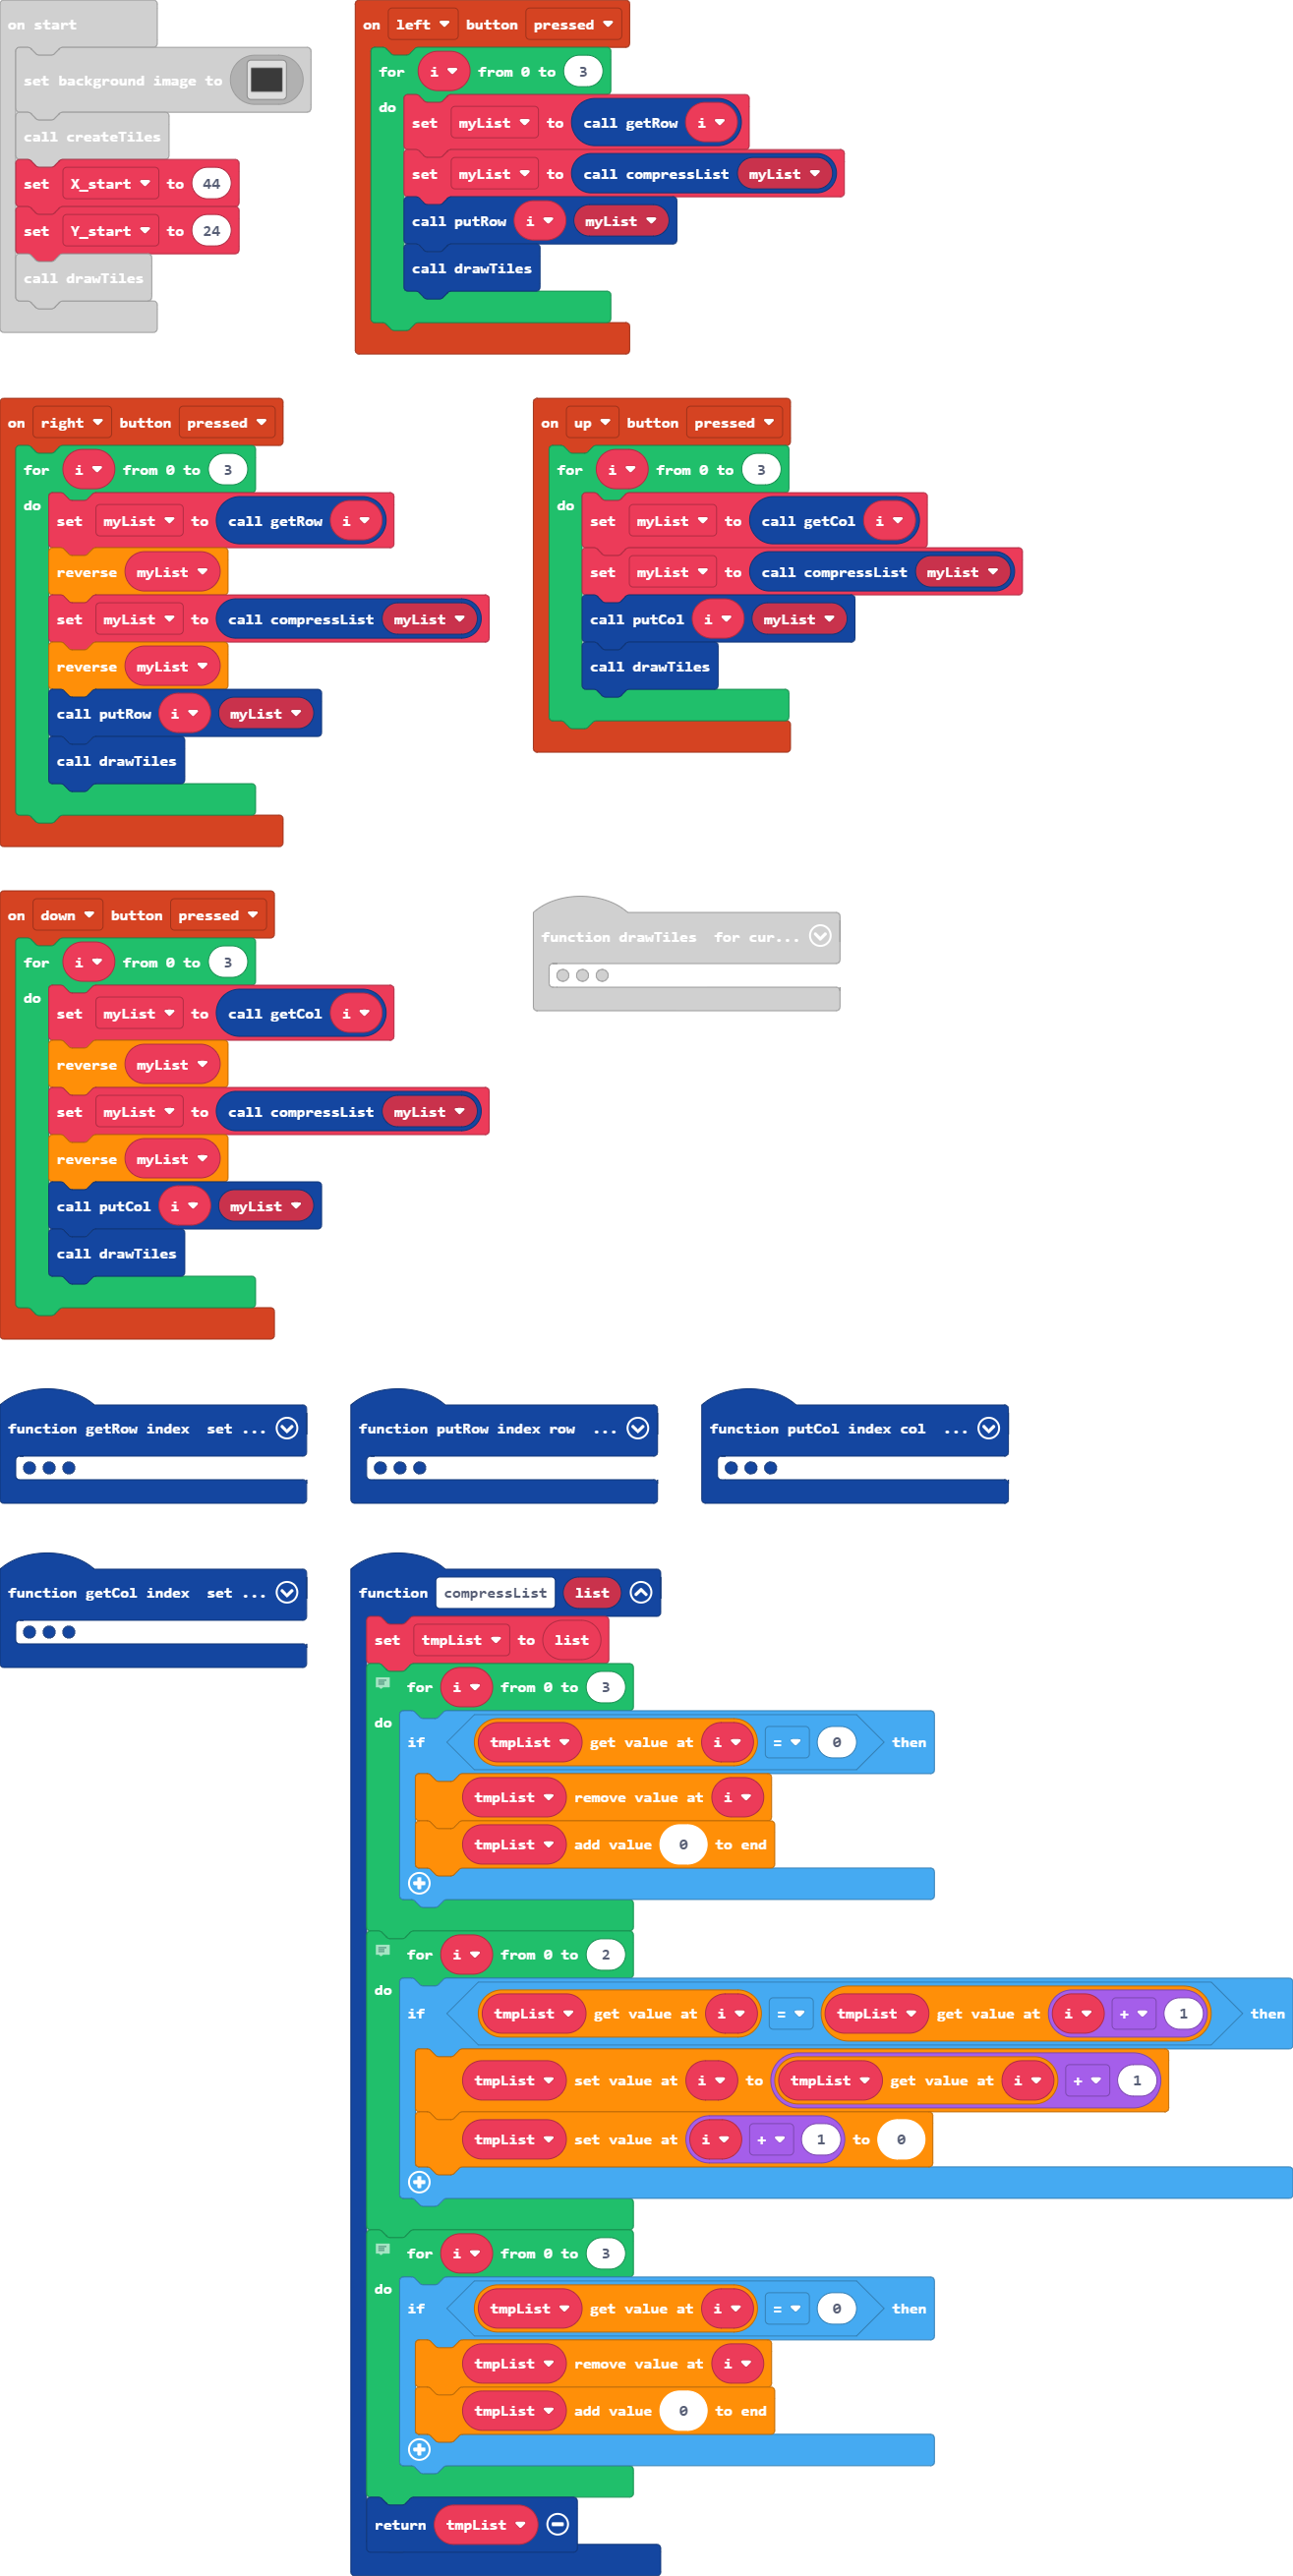 on start
set background image to
call createTiles
set X_start to 44
set Y_start to 24
call drawTiles
on left button pressed
for i from 0 to 3
do
set myList to call getRow i
set myList to call compressList myList
call putRow i myList
call drawTiles
on right button pressed
for i from 0 to 3
do
set myList to call getRow i
reverse myList
set myList to call compressList myList
reverse myList
call putRow i myList
call drawTiles
on up button pressed
for i from 0 to 3
do
set myList to call getCol i
set myList to call compressList myList
call putCol i myList
call drawTiles
on down button pressed
for i from 0 to 3
do
set myList to call getCol i
reverse myList
set myList to call compressList myList
reverse myList
call putCol i myList
call drawTiles
function drawTiles for cur...
function getRow index set ...
function putRow index row ...
function putCol index col ...
function getCol index set ...
function compressList list
set tmpList to list
for i from 0 to 3
do
if tmpList get value at i = 0 then
tmpList remove value at i
tmpList add value 0 to end
for i from 0 to 2
do
if tmpList get value at i = tmpList get value at i + 1 then
tmpList set value at i to tmpList get value at i + 1
tmpList set value at i + 1 to 0
for i from 0 to 3
do
if tmpList get value at i = 0 then
tmpList remove value at i
tmpList add value 0 to end
return tmpList